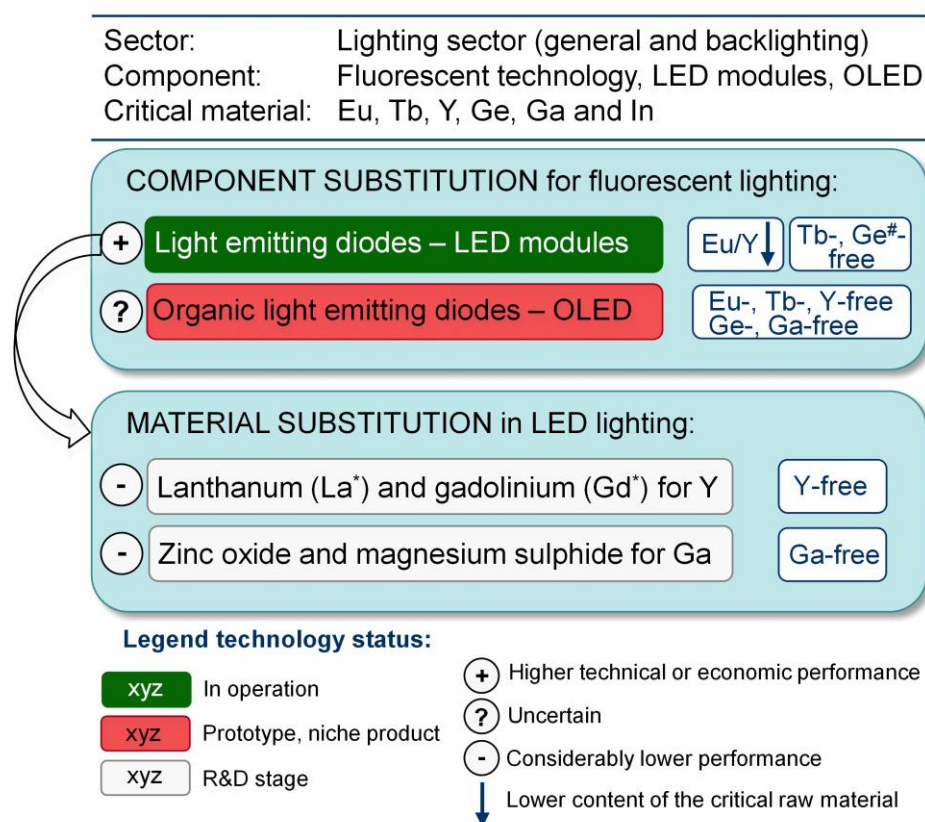 Sector: Lighting sector (general and backlighting)
Component: Fluorescent technology, LED modules, OLED
Critical material: Eu, Tb, Y, Ge, Ga and In
COMPONENT SUBSTITUTION for fluorescent lighting:
+ Light emitting diodes – LED modules Eu/Y Tb-, Ge#-
free
? Organic light emitting diodes – OLED Eu-, Tb-, Y-free
Ge-, Ga-free
MATERIAL SUBSTITUTION in LED lighting:
- Lanthanum (La*) and gadolinium (Gd*) for Y Y-free
- Zinc oxide and magnesium sulphide for Ga Ga-free
Legend technology status:
xyz In operation
xyz Prototype, niche product
xyz R&D stage
+ Higher technical or economic performance
? Uncertain
- Considerably lower performance
Lower content of the critical raw material